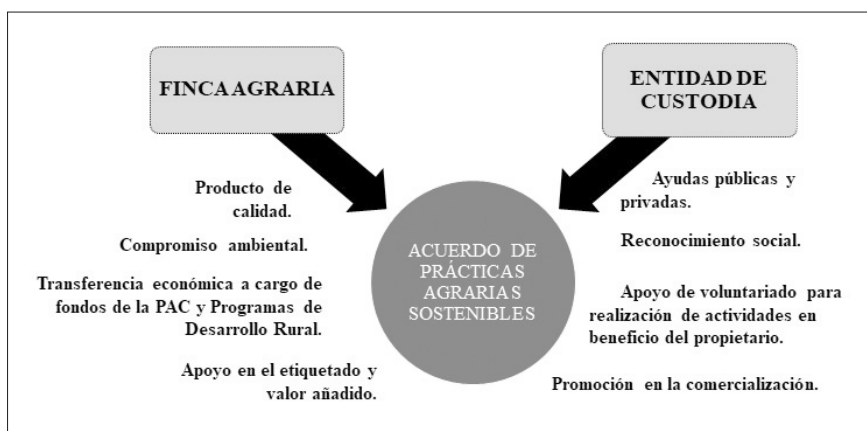 FINCA AGRARIA
ENTIDAD DE
CUSTODIA
Producto de
calidad.
Compromiso ambiental.
Transferencia económica a cargo de
fondos de la PAC y Programas de
Desarrollo Rural.
Apoyo en el etiquetado y
valor añadido.
ACUERDO DE
PRÁCTICAS
AGRARIAS
SOSTENIBLES
Ayudas públicas y
privadas.
Reconocimiento social.
Apoyo de voluntariado para
realización de actividades en
beneficio del propietario.
Promoción en la comercialización.